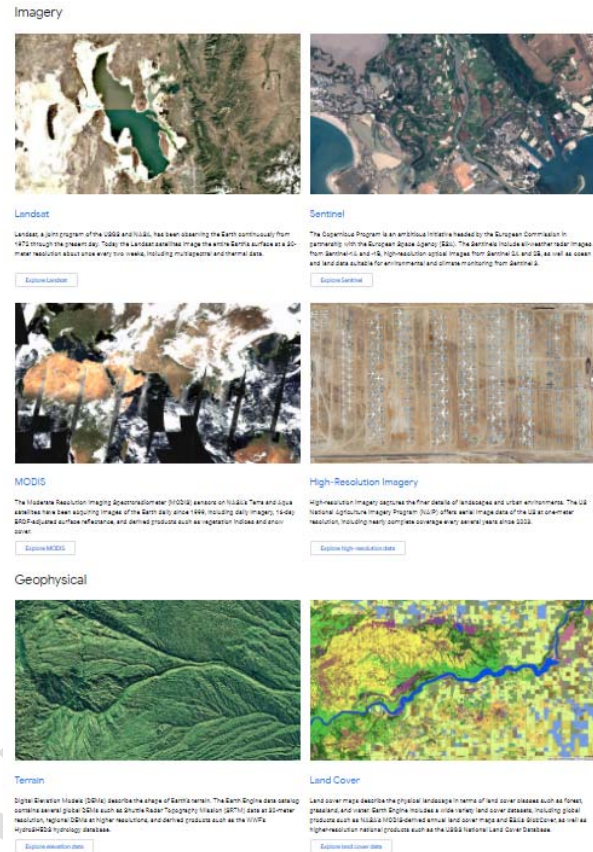 Imagery
Landsat
Landsat, a joint program of the USGS and NASA, has been observing the Earth continuously from
1972 through the present day. Today the Landsat satellites image the entire Earth's surface at a 30-
meter resolution about once every two weeks, including multispectral and thermal data.
Explore Landsat
Sentinel
The Copernicus Program is an ambitious initiative headed by the European Commission in
partnership with the European Space Agency (ESA). The Sentinels include all-weather radar images
from Sentinel-1A and -1B, high-resolution optical images from Sentinel 2A and 2B, as well as ocean
and land data suitable for environmental and climate monitoring from Sentinel 3.
Explore Sentinel
MODIS
The Moderate Resolution Imaging Spectroradiometer (MODIS) sensors on NASA's Terra and Aqua
satellites have been acquiring images of the Earth daily since 1999, including daily imagery, 16-day
BRDF-adjusted surface reflectance, and derived products such as vegetation indices and snow
cover.
Explore MODIS
High-Resolution Imagery
High-resolution imagery captures the finer details of landscapes and urban environments. The US
National Agriculture Imagery Program (NAIP) offers aerial image data of the US at one-meter
resolution, including nearly complete coverage every several years since 2003.
Explore high-resolution data
Geophysical
Terrain
Digital Elevation Models (DEMs) describe the shape of Earth's terrain. The Earth Engine data catalog
contains several global DEMs such as Shuttle Radar Topography Mission (SRTM) data at 30-meter
resolution, regional DEMs at higher resolutions, and derived products such as the WWF's
HydroSHEDS hydrology database.
Explore elevation data
Land Cover
Land cover maps describe the physical landscape in terms of land cover classes such as forest,
grassland, and water. Earth Engine includes a wide variety land cover datasets, including global
products such as NASA's MODIS-derived annual land cover maps and ESA's GlobCover, as well as
higher-resolution national products such as the USGS National Land Cover Database.
Explore land cover data